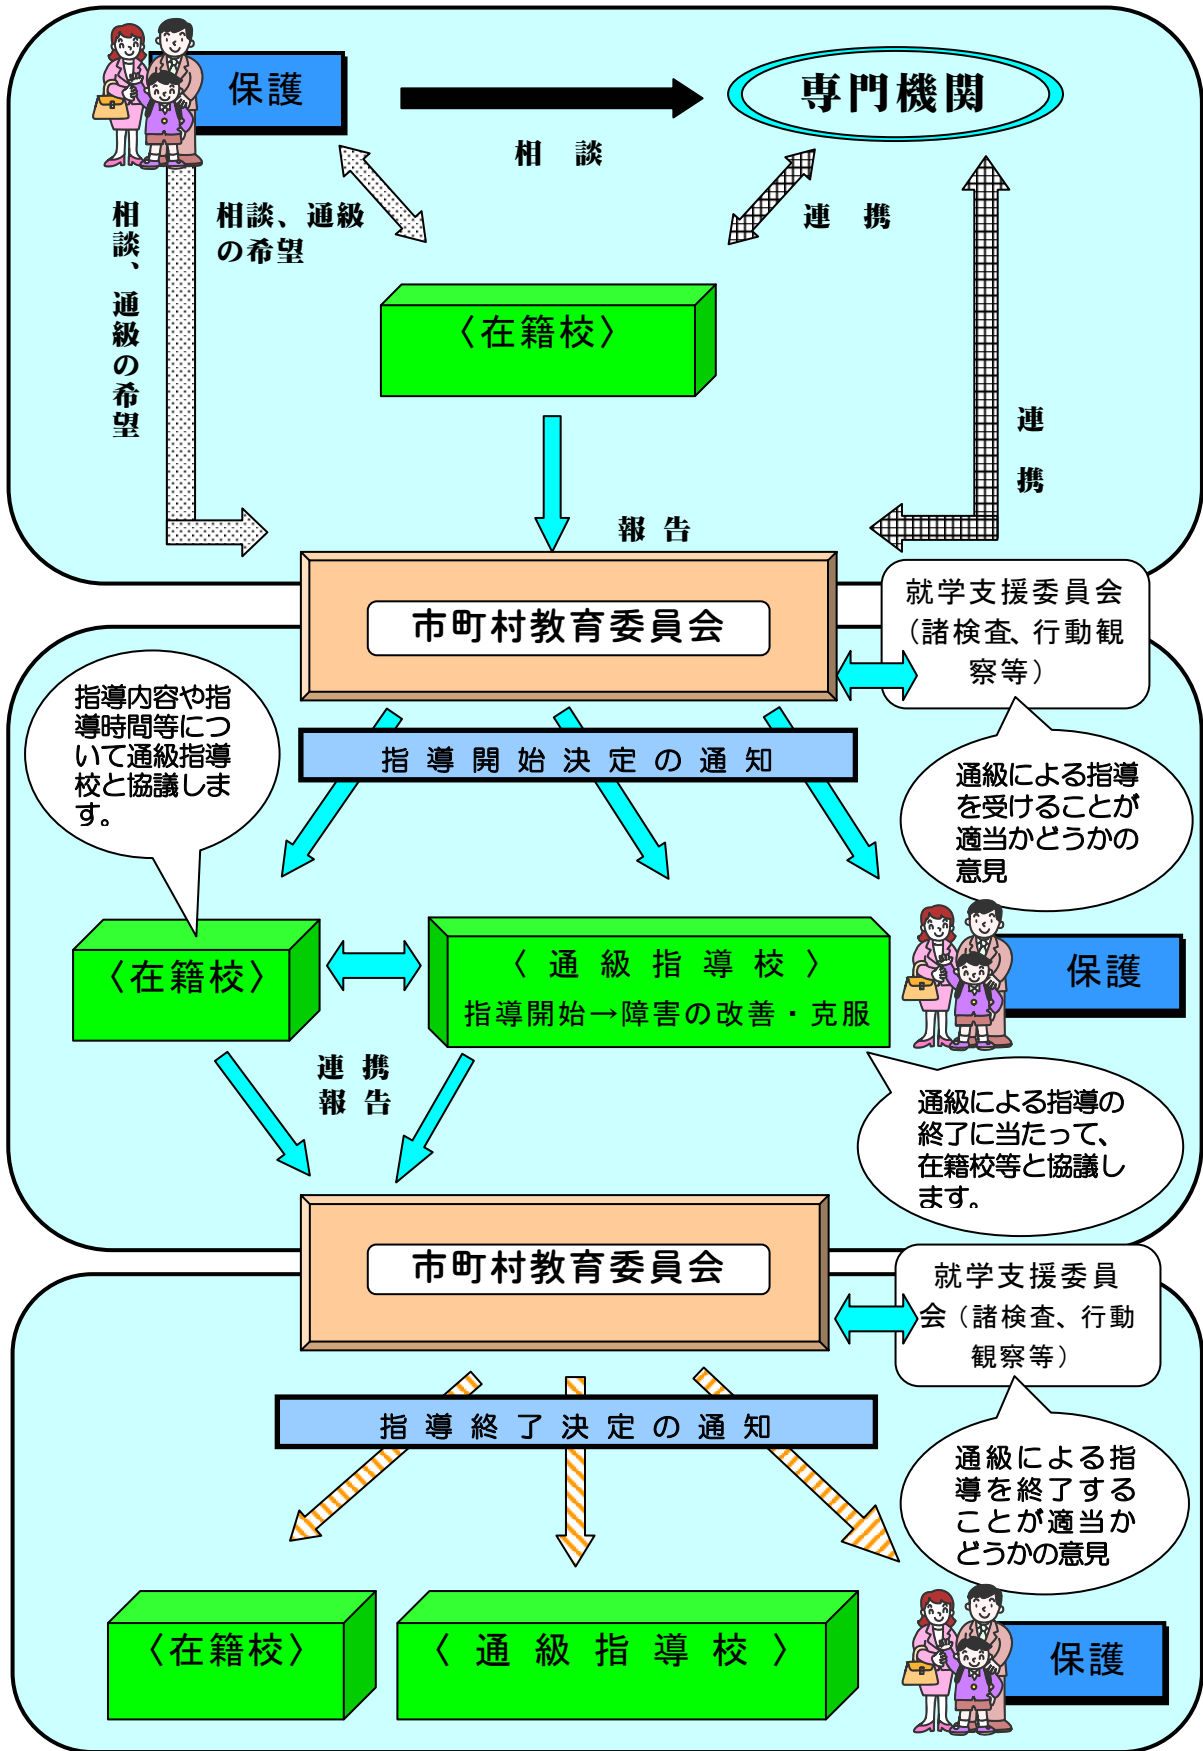 保護
専門機関
相　談
相談、通級
の希望
連　携
相談、通級の希望
〈在籍校〉
連　携
報 告
市町村教育委員会
就学支援委員会
（諸検査、行動観
察等）
指導内容や指
導時間等につ
いて通級指導
校と協議しま
す。
指 導 開 始 決 定 の 通 知
通級による指導
を受けることが
適当かどうかの
意見
〈在籍校〉
〈 通 級 指 導 校 〉
指導開始→障害の改善・克服
保護
連 携
報 告
通級による指導の
終了に当たって、
在籍校等と協議し
ます。
市町村教育委員会
就学支援委員
会（諸検査、行動
観察等）
指 導 終 了 決 定 の 通 知
通級による指
導を終了する
ことが適当か
どうかの意見
〈在籍校〉
〈 通 級 指 導 校 〉
保護